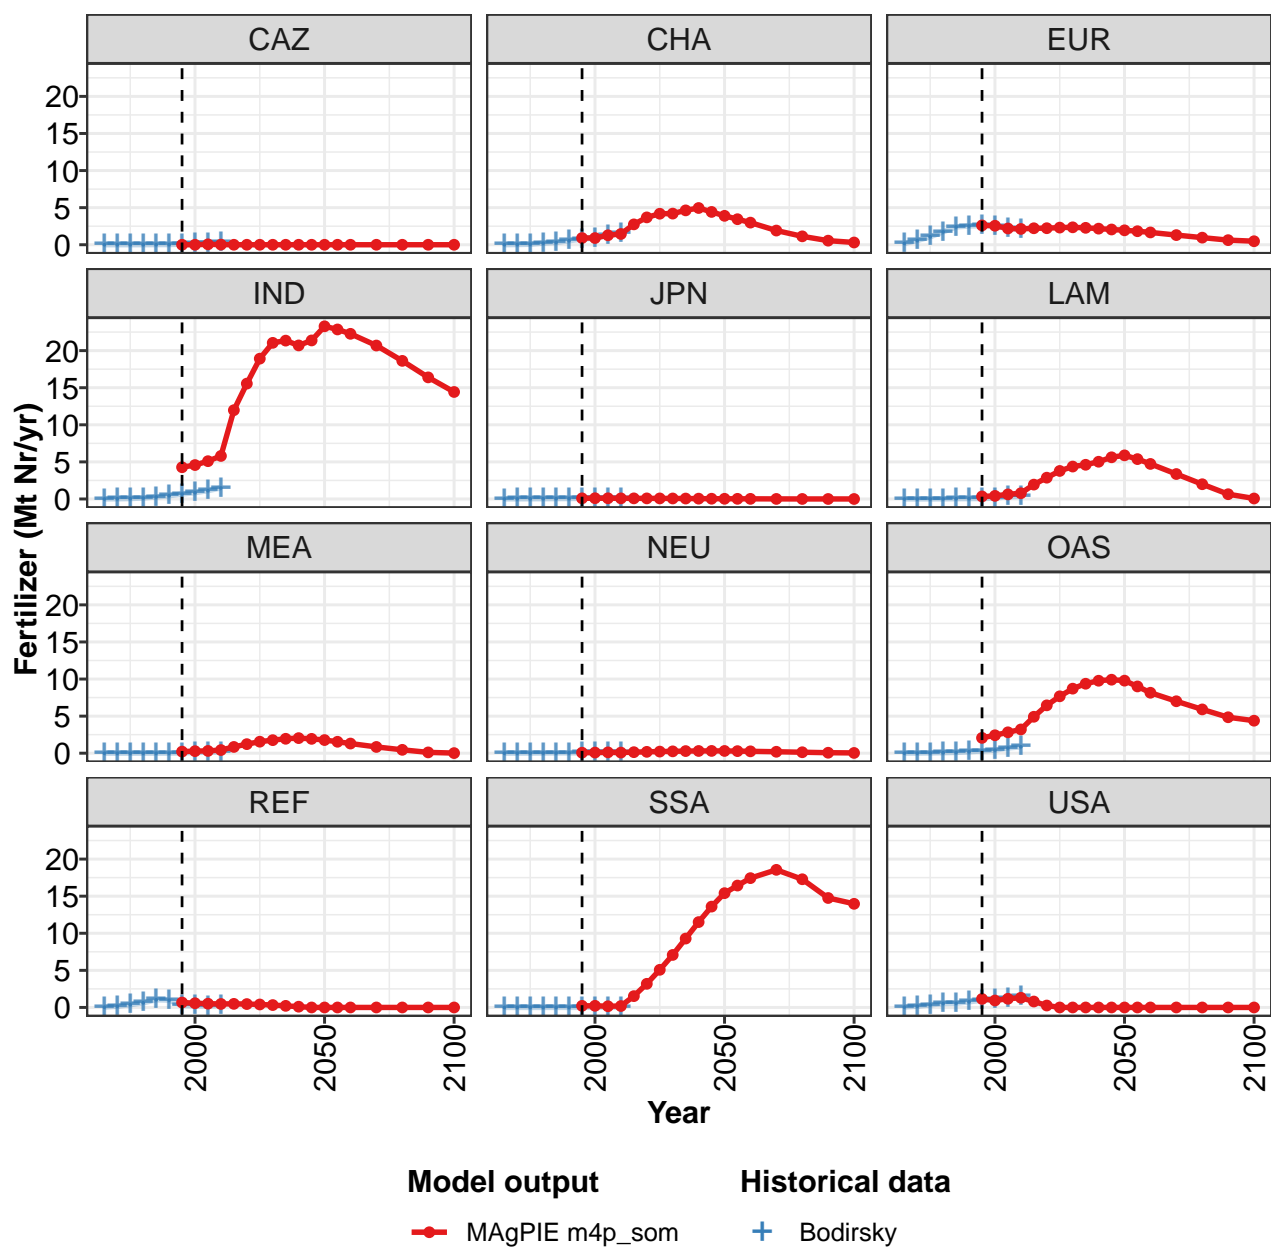 CAZ CHA EUR
20
15
10
5
0
IND JPN LAM
20
15
10
5
0
MEA NEU OAS
20
15
10
5
0
REF SSA USA
20
15
10
5
0
2000 2050 2100 2000 2050 2100 2000 2050 2100
Fertilizer (Mt Nr/yr)
Year
Model output Historical data
MAgPIE m4p_som Bodirsky